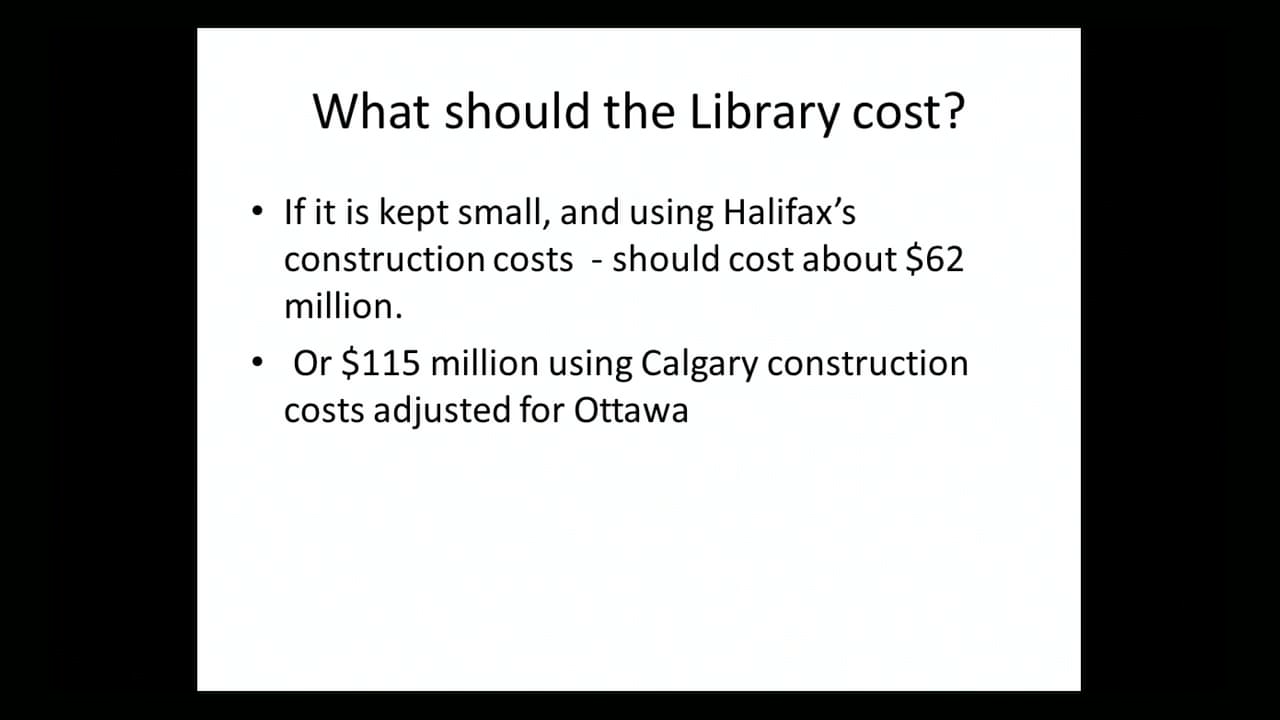 What should the Library cost?
• If it is kept small, and using Halifax’s
construction costs  - should cost about $62
million.
•  Or $115 million using Calgary construction
costs adjusted for Ottawa